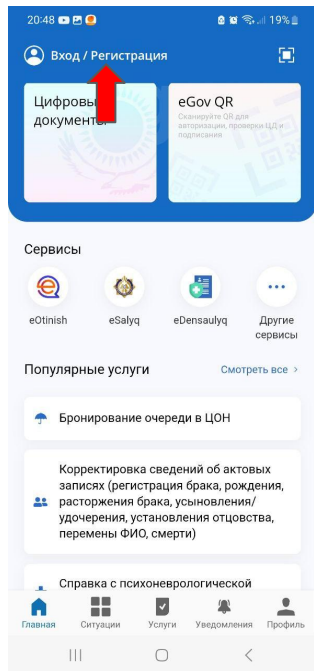 20:48 19%
Вход / Регистрация
Цифровые
документы
eGov QR
Сканируйте QR для
авторизации, проверки ЦД и
подписания
Сервисы
eOtinish eSalyq eDensaulyq Другие
сервисы
Популярные услуги Смотреть все >
Бронирование очереди в ЦОН
Корректировка сведений об актовых
записях (регистрация брака, рождения,
расторжения брака, усыновления/
удочерения, установления отцовства,
перемены ФИО, смерти)
Справка с психоневрологической
Главная Ситуации Услуги Уведомления Профиль